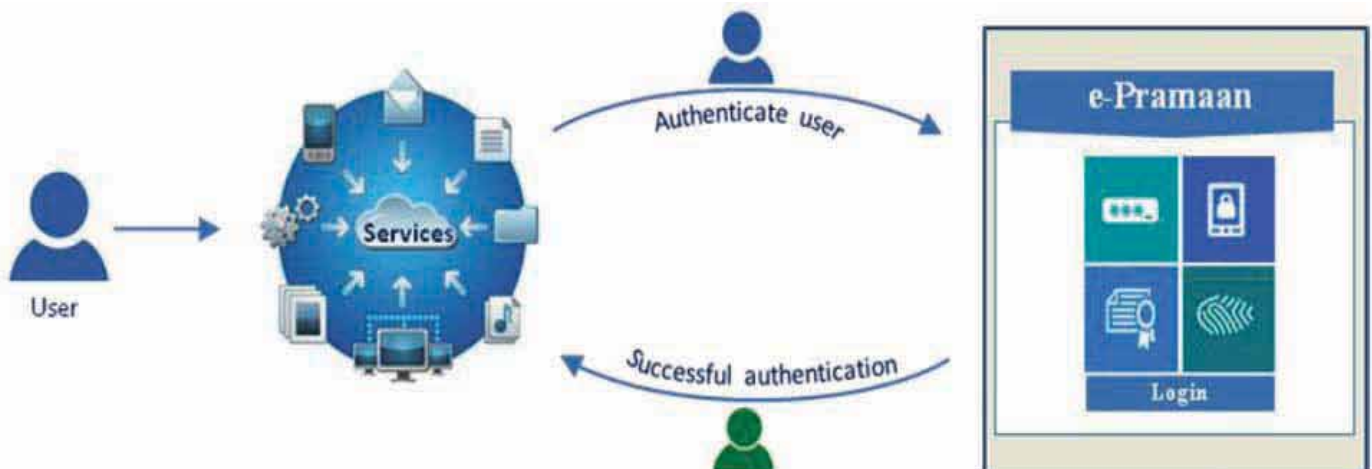 User
Services
Authenticate user
Successful authentication
e-Pramaan
Login